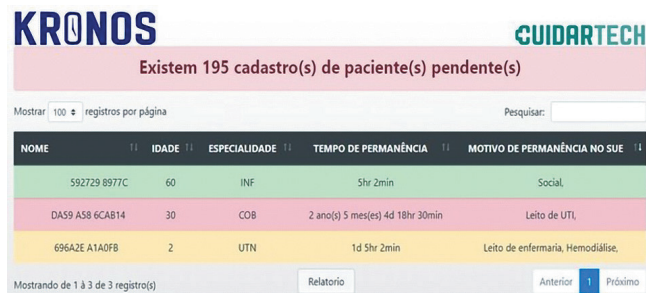 KRONOS
CUIDARTECH
Existem 195 cadastro(s) de paciente(s) pendente(s)
Mostrar 100 registros por página Pesquisar:
NOME IDADE ESPECIALIDADE TEMPO DE PERMANÊNCIA MOTIVO DE PERMANÊNCIA NO SUE
592729 8977C 60 INF 5hr 2min Social,
DA59 A58 6CAB14 30 COB 2 ano(s) 5 mes(es) 4d 18hr 30min Leito de UTI,
696A2E A1A0FB 2 UTN 1d 5hr 2min Leito de enfermaria, Hemodiálise,
Mostrando de 1 à 3 de 3 registro(s) Relatorio Anterior 1 Próximo